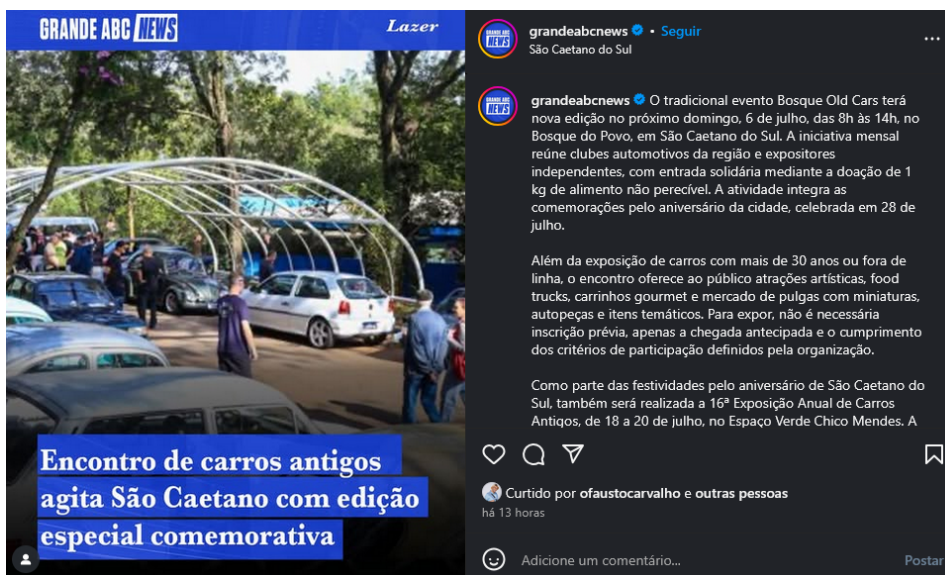 GRANDE ABC NEWS
Lazer
Encontro de carros antigos
agita São Caetano com edição
especial comemorativa
GRANDE ABC
NEWS
grandeabcnews • Seguir
São Caetano do Sul
...
GRANDE ABC
NEWS
grandeabcnews O tradicional evento Bosque Old Cars terá
nova edição no próximo domingo, 6 de julho, das 8h às 14h, no
Bosque do Povo, em São Caetano do Sul. A iniciativa mensal
reúne clubes automotivos da região e expositores
independentes, com entrada solidária mediante a doação de 1
kg de alimento não perecível. A atividade integra as
comemorações pelo aniversário da cidade, celebrada em 28 de
julho.
Além da exposição de carros com mais de 30 anos ou fora de
linha, o encontro oferece ao público atrações artísticas, food
trucks, carrinhos gourmet e mercado de pulgas com miniaturas,
autopeças e itens temáticos. Para expor, não é necessária
inscrição prévia, apenas a chegada antecipada e o cumprimento
dos critérios de participação definidos pela organização.
Como parte das festividades pelo aniversário de São Caetano do
Sul, também será realizada a 16ª Exposição Anual de Carros
Antigos, de 18 a 20 de julho, no Espaço Verde Chico Mendes. A
Curtido por ofaustocarvalho e outras pessoas
há 13 horas
Adicione um comentário...
Postar